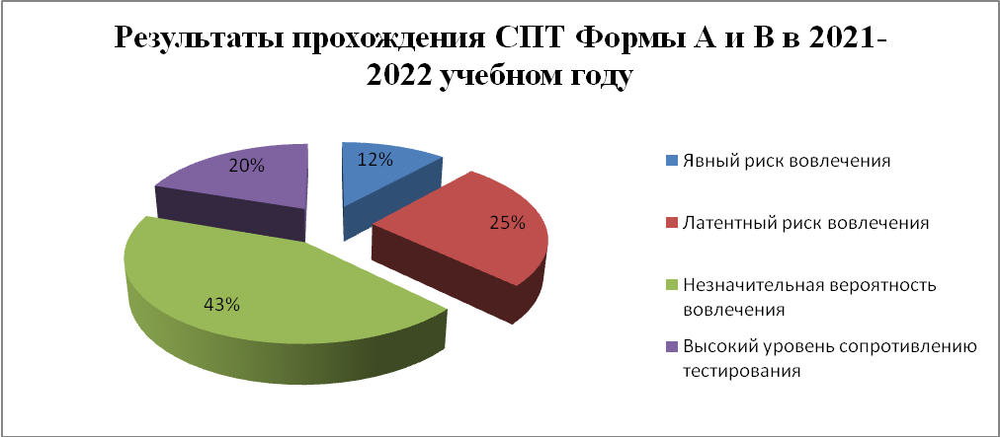 Результаты прохождения СПТ Формы А и В в 2021-
2022 учебном году
12%
20%
25%
43%
Явный риск вовлечения
Латентный риск вовлечения
Незначительная вероятность
вовлечения
Высокий уровень сопротивлению
тестирования